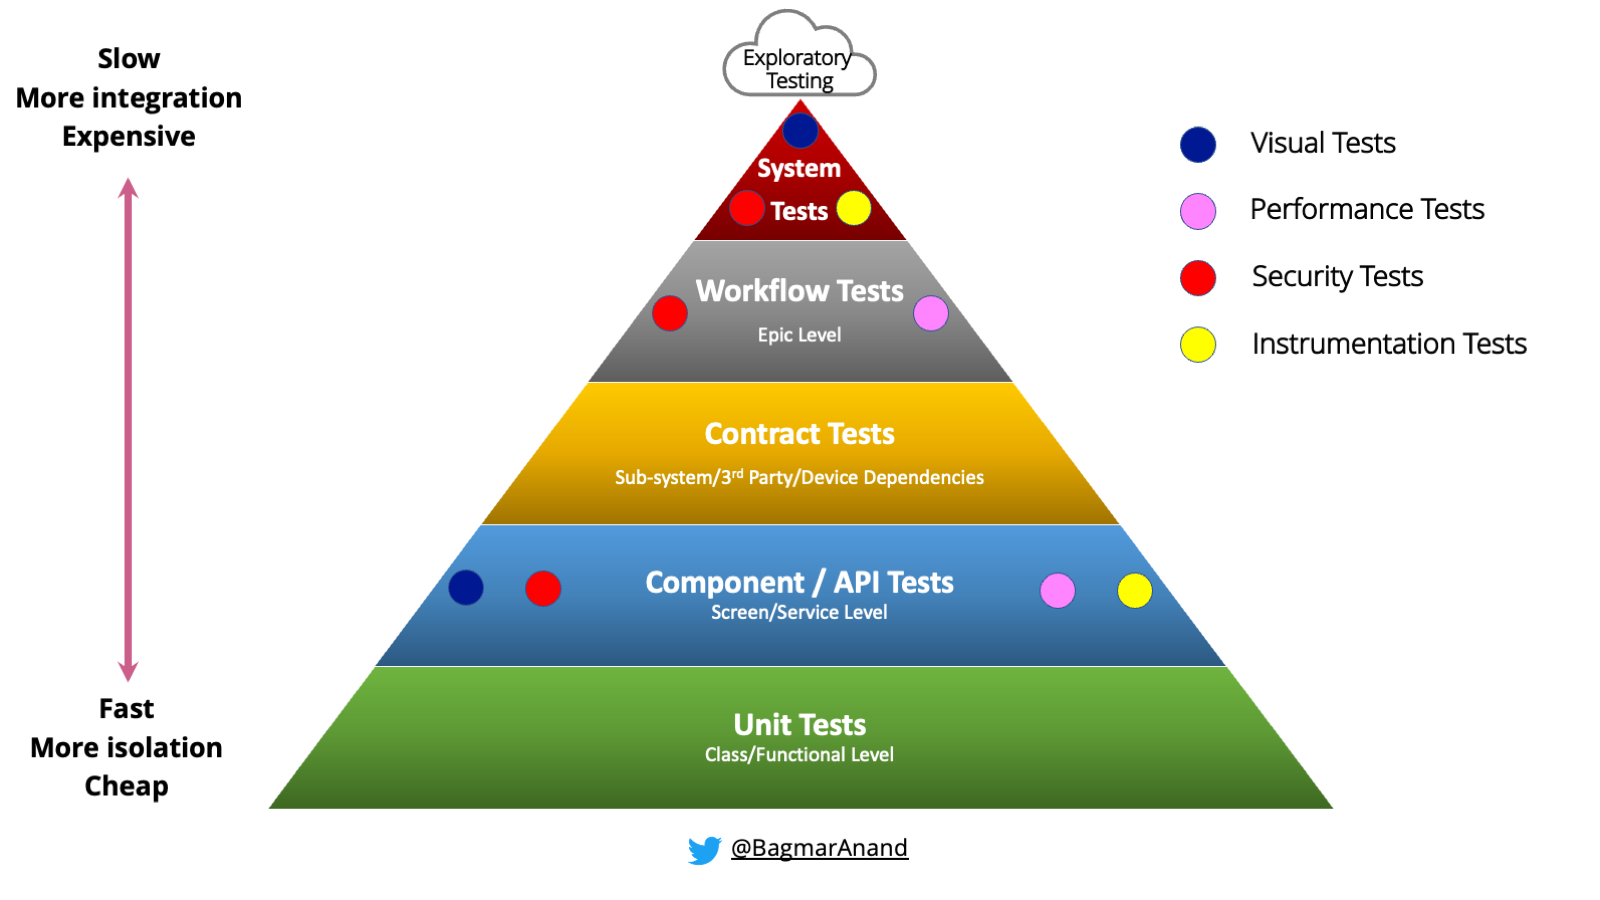 Slow
More integration
Expensive
Exploratory
Testing
System
Tests
Workflow Tests
Epic Level
Contract Tests
Sub-system/3rd Party/Device Dependencies
Component / API Tests
Screen/Service Level
Unit Tests
Class/Functional Level
Fast
More isolation
Cheap
Visual Tests
Performance Tests
Security Tests
Instrumentation Tests
@BagmarAnand